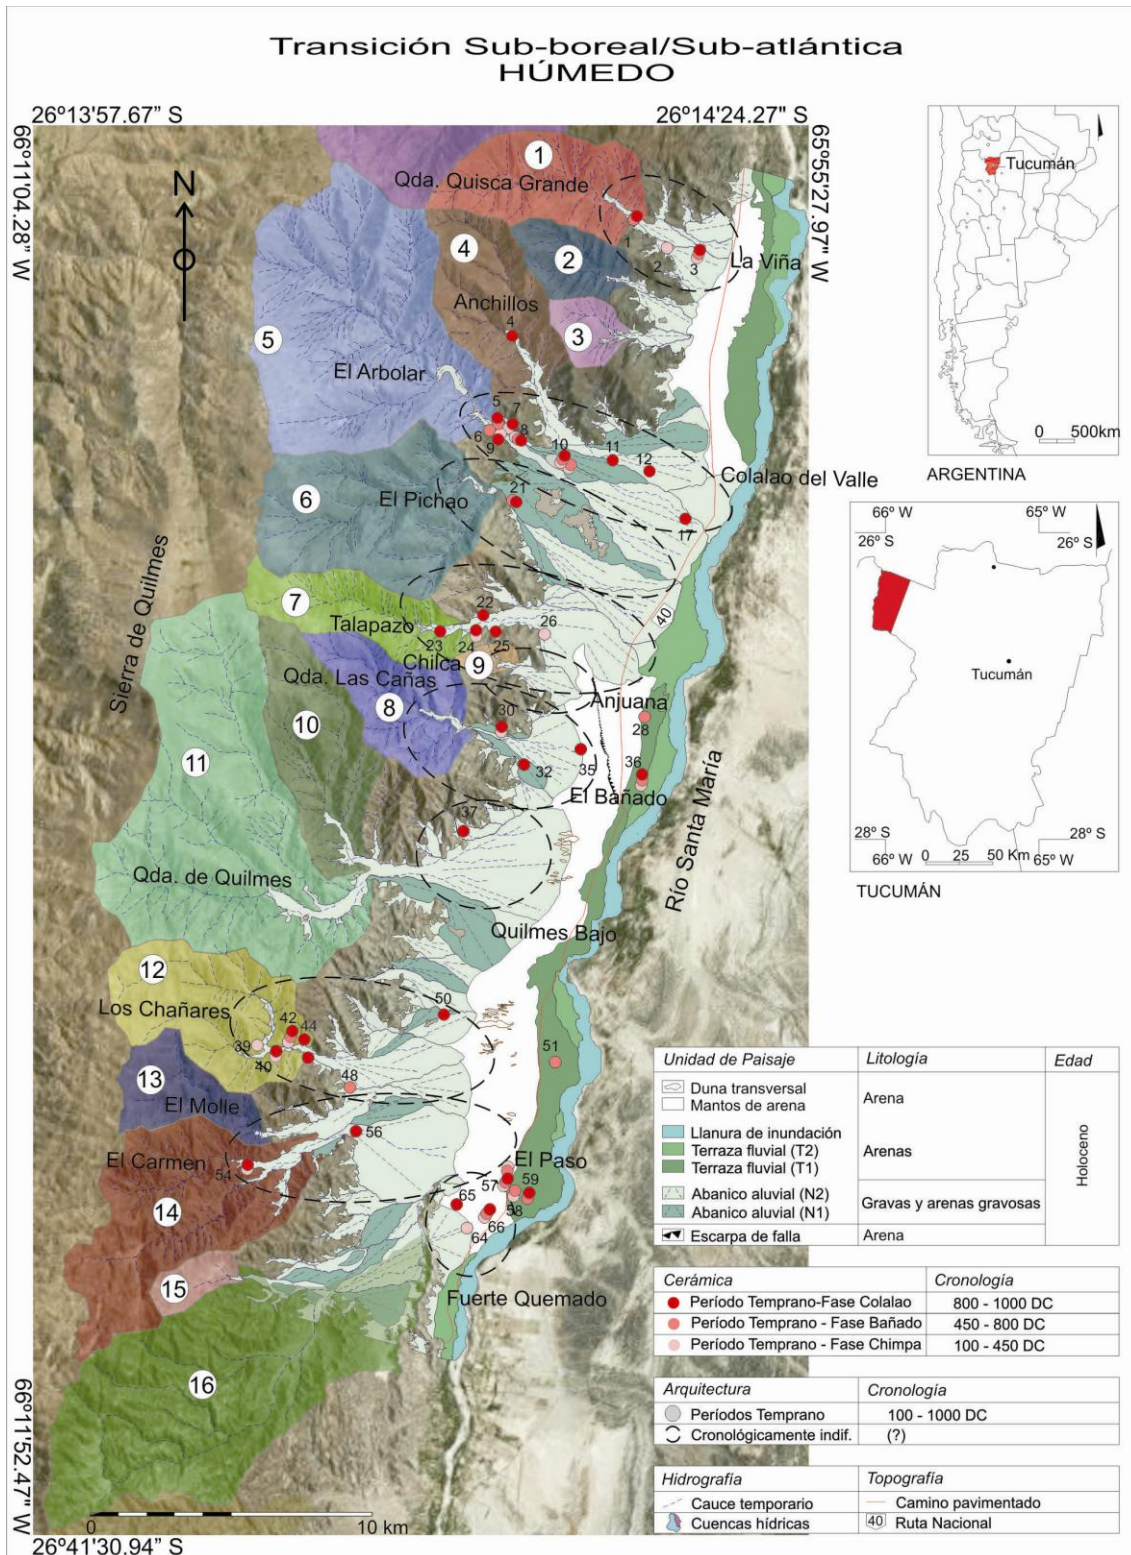 Transición Sub-boreal/Sub-atlántica
HÚMEDO
26º13'57.67" S
26º14'24.27" S
66º11'04.28" W
65º55'27.97" W
N
1
Qda. Quisca Grande
4
2
Anchillos
3
1
2
3
La Viña
5
4
El Arbolar
5
7
6
8
9
10
11
12
Colalao del Valle
6
El Pichao
21
17
7
22
Talapazo
26
40
23
24
25
Chilca
9
Sierra de Quilmes
Qda. Las Cañas
8
10
30
Anjuana
28
11
32
35
36
El Bañado
Río Santa María
37
Qda. de Quilmes
Quilmes Bajo
12
Los Chañares
50
42
44
39
40
51
13
48
El Molle
56
El Carmen
54
El Paso
57
59
58
65
66
64
14
15
Fuerte Quemado
16
66º11'52.47" W
0
10 km
26º41'30.94" S
Tucumán
0
500km
ARGENTINA
66º W
65º W
26º S
26º S
Tucumán
28º S
28º S
66º W
0
25
50 Km
65º W
TUCUMÁN
Unidad de Paisaje
Litología
Edad
Duna transversal
Mantos de arena
Arena
Llanura de inundación
Terraza fluvial (T2)
Arenas
Terraza fluvial (T1)
Abanico aluvial (N2)
Gravas y arenas gravosas
Abanico aluvial (N1)
Escarpa de falla
Arena
Holoceno
Cerámica
Cronología
Período Temprano-Fase Colalao
800 - 1000 DC
Período Temprano - Fase Bañado
450 - 800 DC
Período Temprano - Fase Chimpa
100 - 450 DC
Arquitectura
Cronología
Períodos Temprano
100 - 1000 DC
Cronológicamente indif.
(?)
Hidrografía
Topografía
Cauce temporario
Camino pavimentado
Cuencas hídricas
40
Ruta Nacional